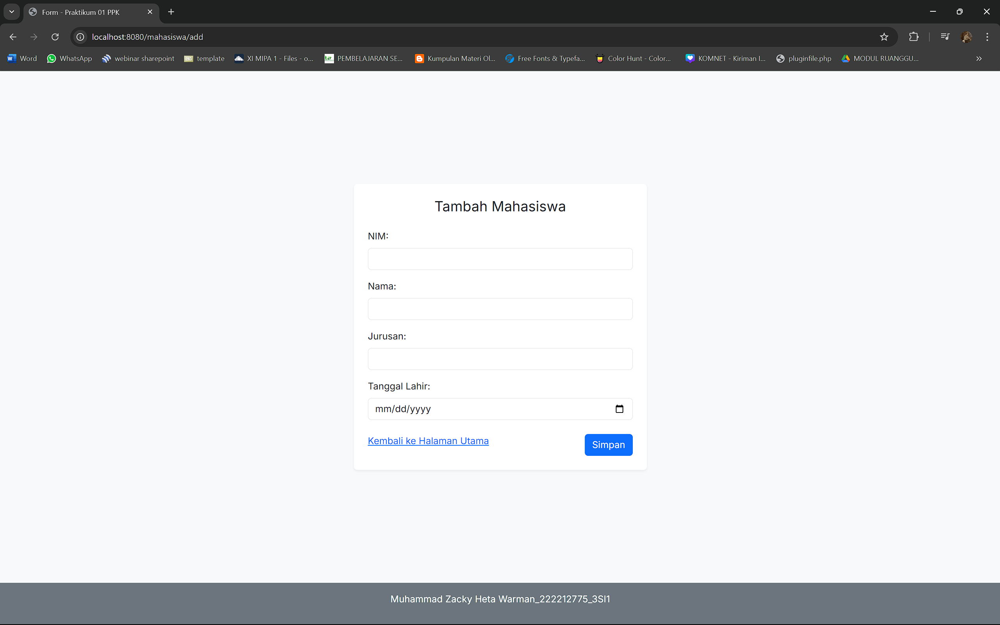 Form - Praktikum 01 PPK
localhost:8080/mahasiswa/add
Word WhatsApp webinar sharepoint template XI MIPA 1 - Files - o... PEMBELAJARAN SE... Kumpulan Materi Ol... Free Fonts & Typefa... Color Hunt - Color... KOMNET - Kiriman I... pluginfile.php MODUL RUANGGU...
Tambah Mahasiswa
NIM:
Nama:
Jurusan:
Tanggal Lahir:
mm/dd/yyyy
Kembali ke Halaman Utama Simpan
Muhammad Zacky Heta Warman_222212775_3SI1